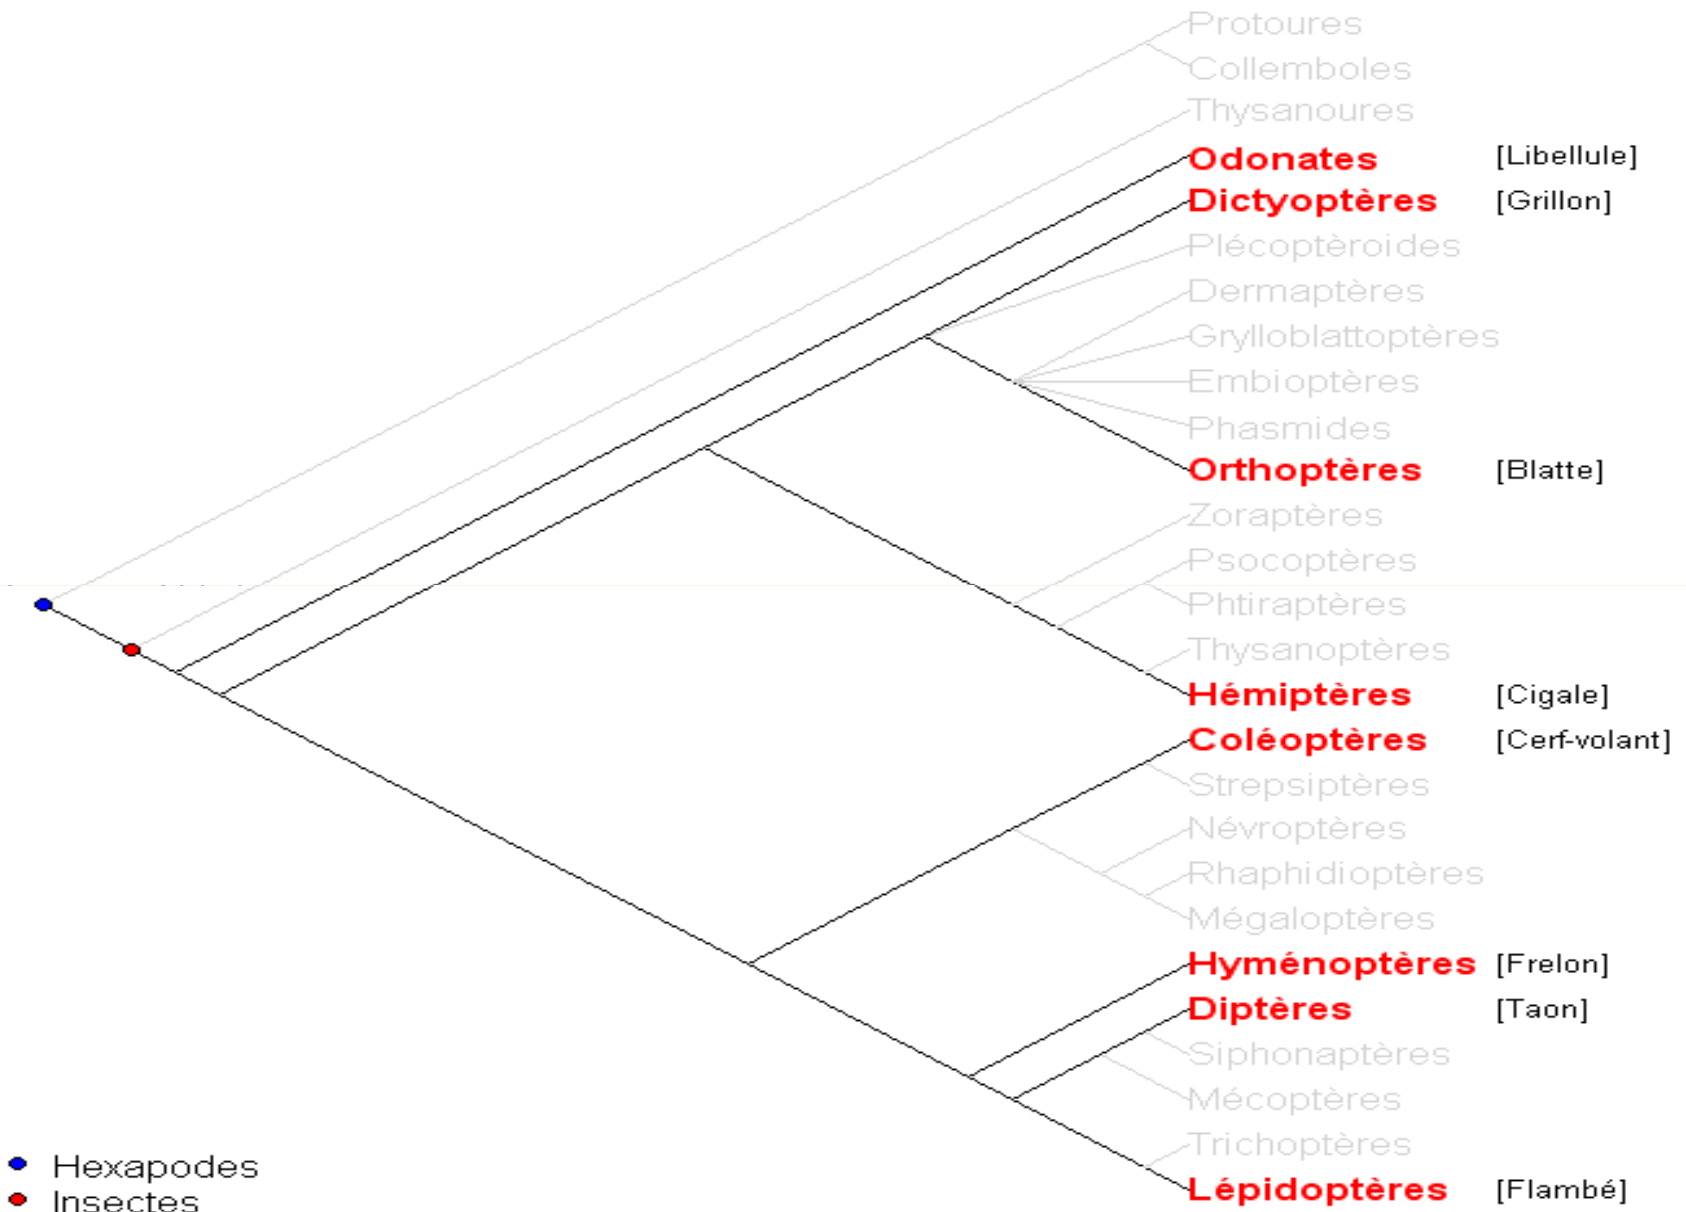 Protoures
Collemboles
Thysanoures
Odonates [Libellule]
Dictyoptères [Grillon]
Plécoptèroides
Dermaptères
Grylloblattoptères
Embioptères
Phasmides
Orthoptères [Blatte]
Zoraptères
Psocoptères
Phtiraptères
Thysanoptères
Hémiptères [Cigale]
Coléoptères [Cerf-volant]
Strepsiptères
Névroptères
Rhaphidioptères
Mégaloptères
Hyménoptères [Frelon]
Diptères [Taon]
Siphonaptères
Mécoptères
Trichoptères
Lépidoptères [Flambé]
Hexapodes
Insectes